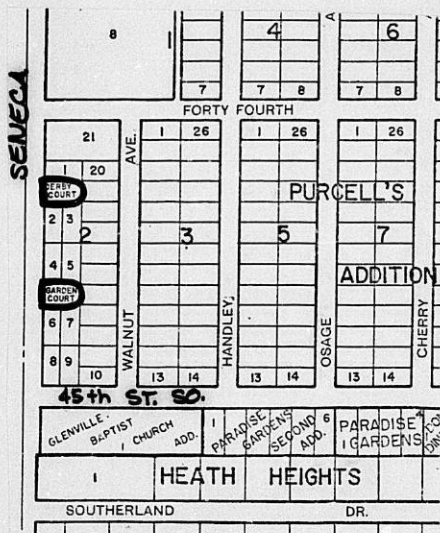 8
4
A
6
7
7 8
7 8
FORTY FOURTH
SENECA
21
1 26
1 26
1 26
AVE.
1 20
DERBY
COURT
PURCELL'S
2 3
2
3
5
7
4 5
ADDITION
GARDEN
COURT
6 7
WALNUT
HANDLEY
OSAGE
CHERRY
8 9
10
13 14
13 14
13 14
45th ST. SO.
GLENVILLE
BAPTIST
1 CHURCH
ADD.
1
PARADISE
GARDENS
SECOND
ADD.
6
PARADISE
1 GARDENS
1
HEATH HEIGHTS
SOUTHERLAND DR.